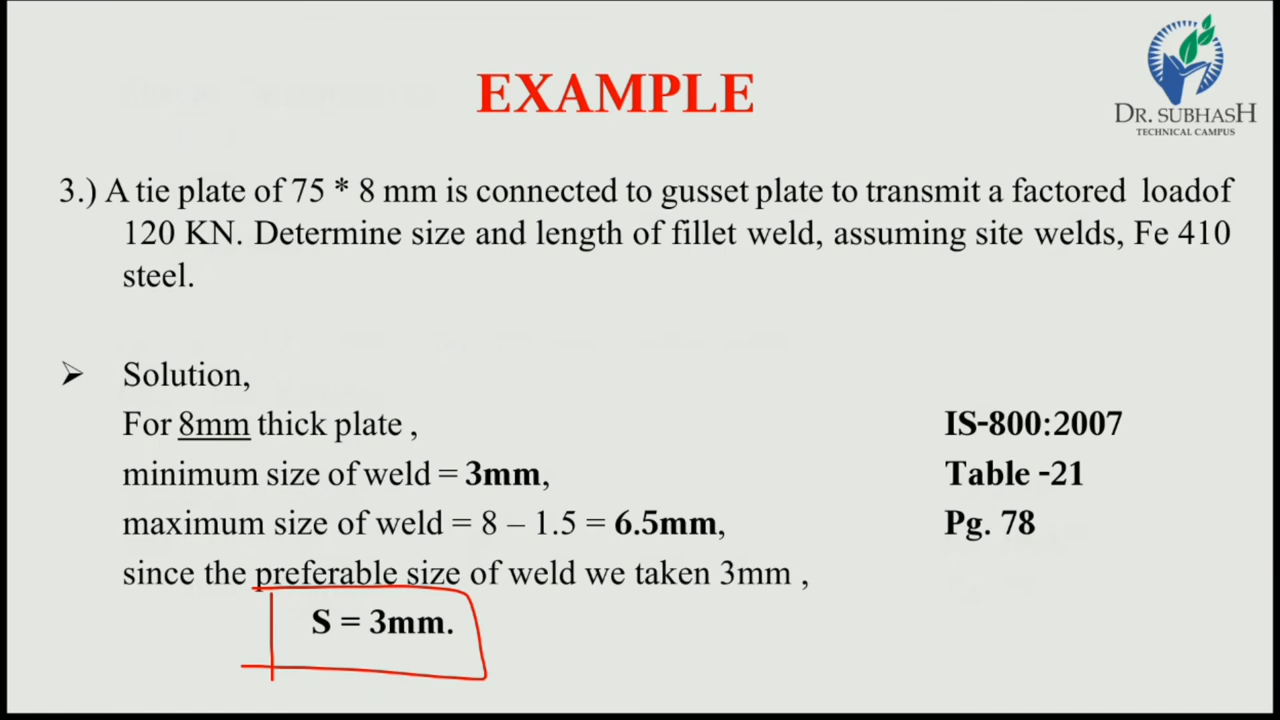 EXAMPLE
DR. SUBHASH
TECHNICAL CAMPUS
3.) A tie plate of 75 * 8 mm is connected to gusset plate to transmit a factored loadof
120 KN. Determine size and length of fillet weld, assuming site welds, Fe 410
steel.
➢ Solution,
For 8mm thick plate ,
minimum size of weld = 3mm,
maximum size of weld = 8 – 1.5 = 6.5mm,
since the preferable size of weld we taken 3mm ,
S = 3mm.
IS-800:2007
Table -21
Pg. 78